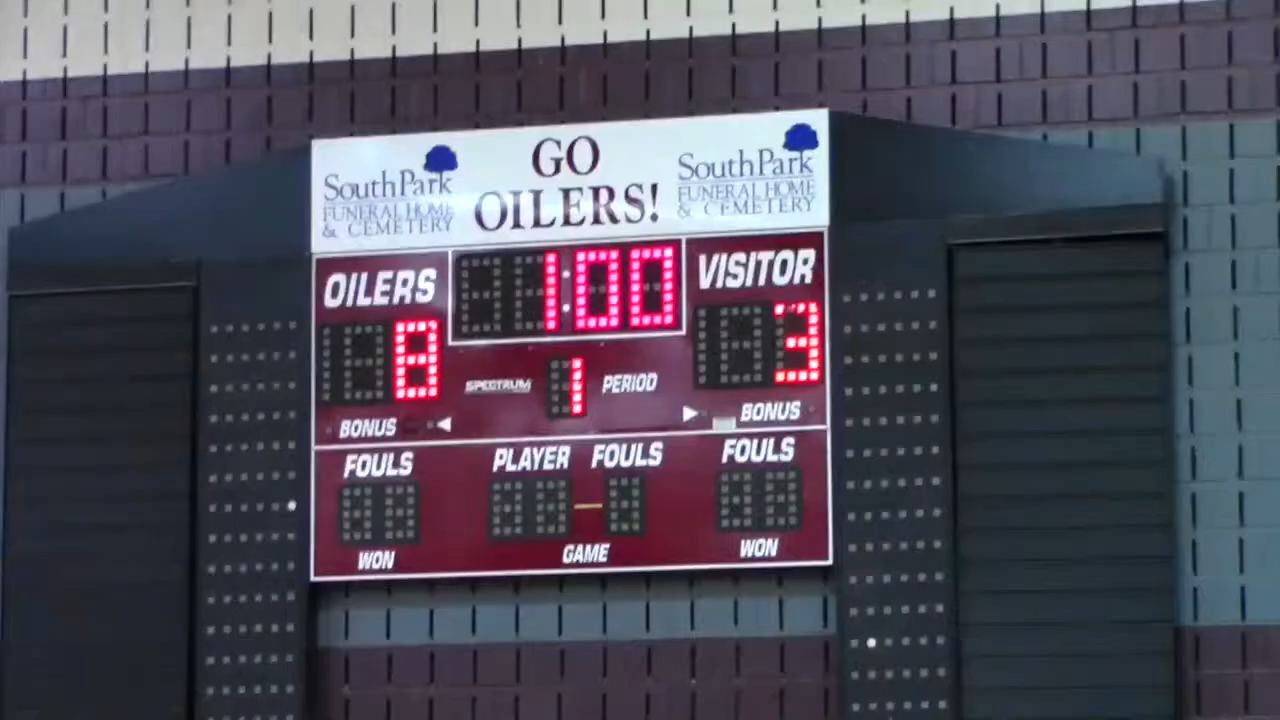 GO
OILERS!
SouthPark
FUNERAL HOME
& CEMETERY
SouthPark
FUNERAL HOME
& CEMETERY
OILERS
1:00
VISITOR
8
3
SPECTRUM
1
PERIOD
BONUS
BONUS
FOULS
PLAYER FOULS
FOULS
WON
GAME
WON